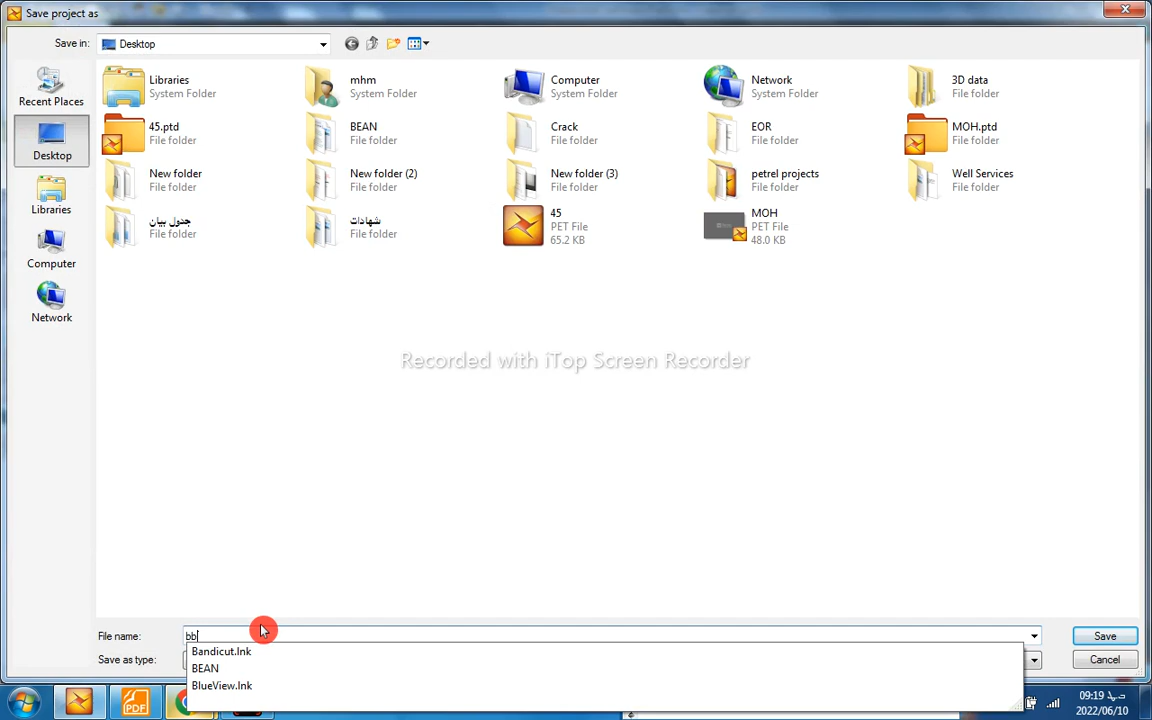 Save project as
Save in:
Desktop
Recent Places
Desktop
Libraries
Computer
Network
Libraries
System Folder
mhm
System Folder
Computer
System Folder
Network
System Folder
3D data
File folder
45.ptd
File folder
BEAN
File folder
Crack
File folder
EOR
File folder
MOH.ptd
File folder
New folder
File folder
New folder (2)
File folder
New folder (3)
File folder
petrel projects
File folder
Well Services
File folder
جدول بيان
File folder
شهادات
File folder
45
PET File
65.2 KB
MOH
PET File
48.0 KB
Recorded with iTop Screen Recorder
File name:
bb
Save
Bandicut.lnk
Save as type:
Cancel
BEAN
BlueView.lnk
PDF
09:19
2022/06/10